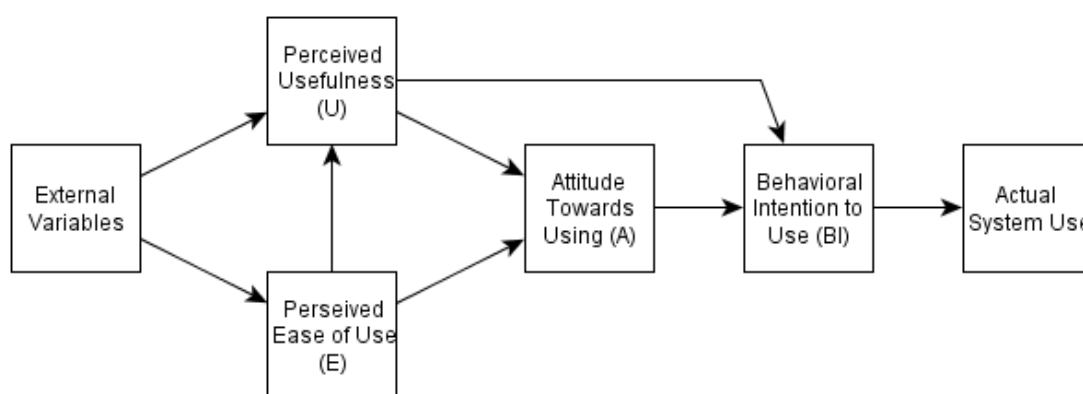 Perceived
Usefulness
(U)
External
Variables
Perseived
Ease of Use
(E)
Attitude
Towards
Using (A)
Behavioral
Intention to
Use (BI)
Actual
System Use